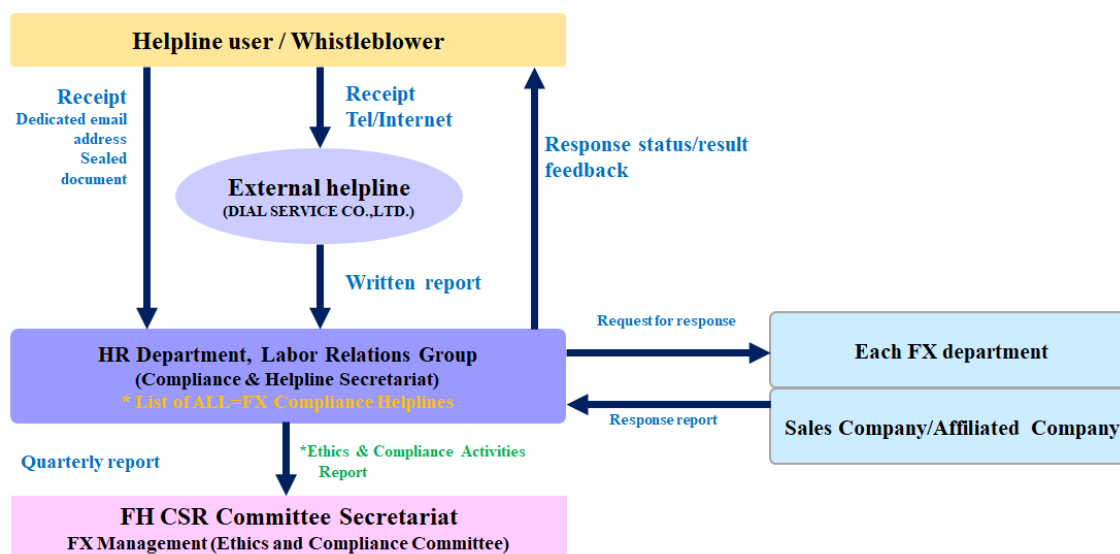 Helpline user / Whistleblower
Receipt
Dedicated email
address
Sealed
document
Receipt
Tel/Internet
Response status/result
feedback
External helpline
(DIAL SERVICE CO.,LTD.)
Written report
HR Department, Labor Relations Group
(Compliance & Helpline Secretariat)
* List of ALL=FX Compliance Helplines
Request for response
Each FX department
Response report
Sales Company/Affiliated Company
Quarterly report
*Ethics & Compliance Activities
Report
FH CSR Committee Secretariat
FX Management (Ethics and Compliance Committee)